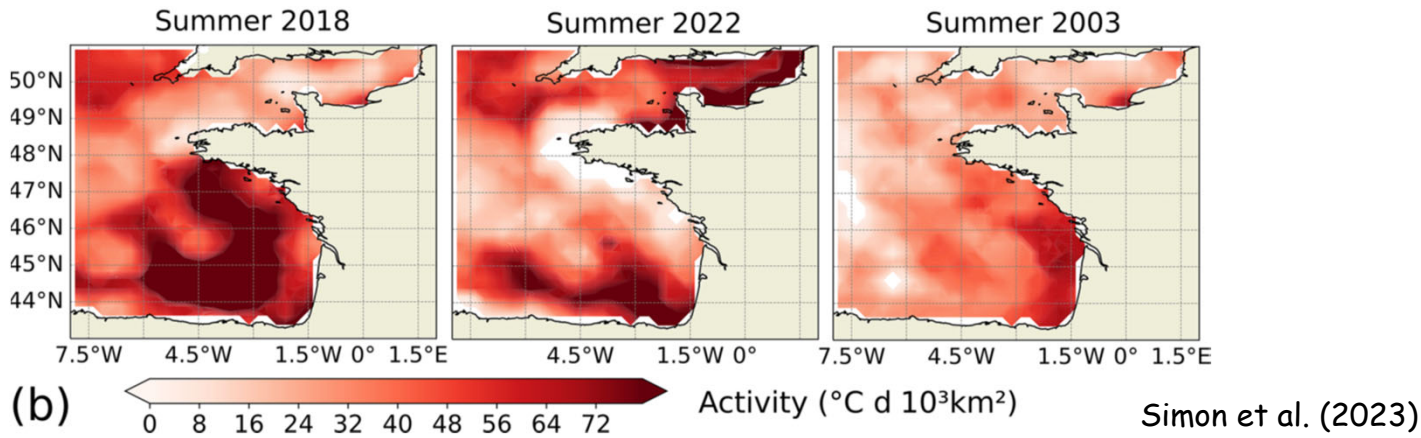 Summer 2018 Summer 2022 Summer 2003
50°N
49°N
48°N
47°N
46°N
45°N
44°N
7.5°W 4.5°W 1.5°W 0° 1.5°E 4.5°W 1.5°W 0° 7.5°W 4.5°W 1.5°W 0° 1.5°E
(b) Activity (°C d 10³km²)
0 8 16 24 32 40 48 56 64 72
Simon et al. (2023)